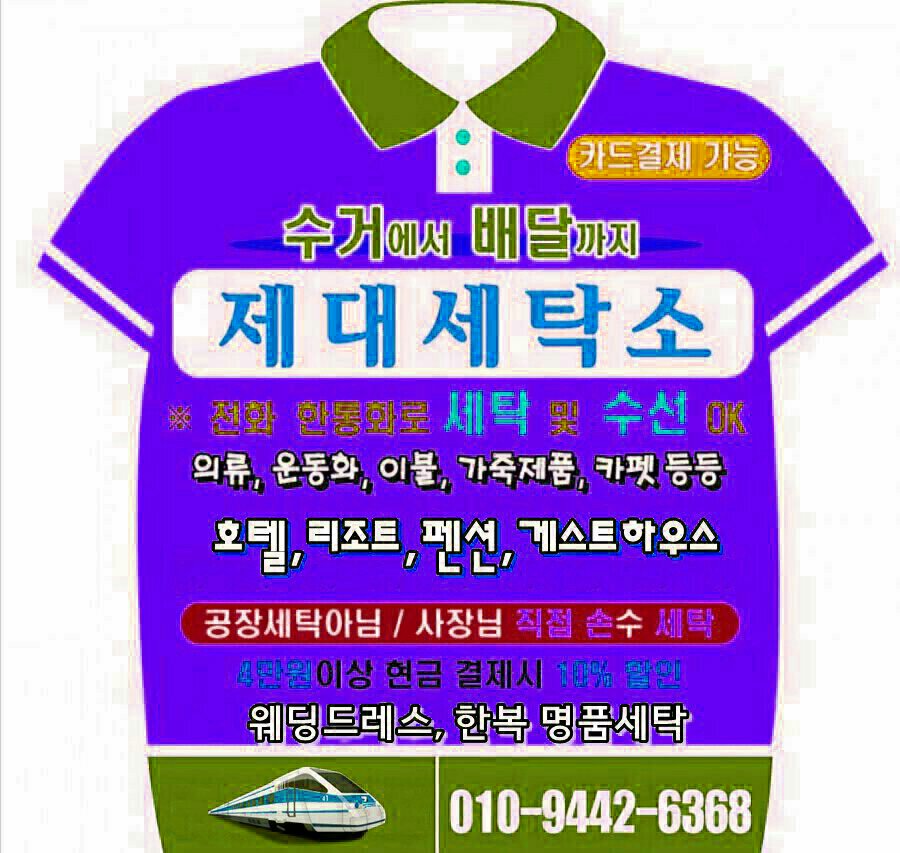 카드결제 가능
수거에서 배달까지
제대세탁소
※ 전화 한통화로 세탁 및 수선 OK
의류, 운동화, 이불, 가죽제품, 카펫 등등
호텔, 리조트, 펜션, 게스트하우스
공장세탁아님 / 사장님 직접 손수 세탁
4만원이상 현금 결제시 10% 할인
웨딩드레스, 한복 명품세탁
010-9442-6368